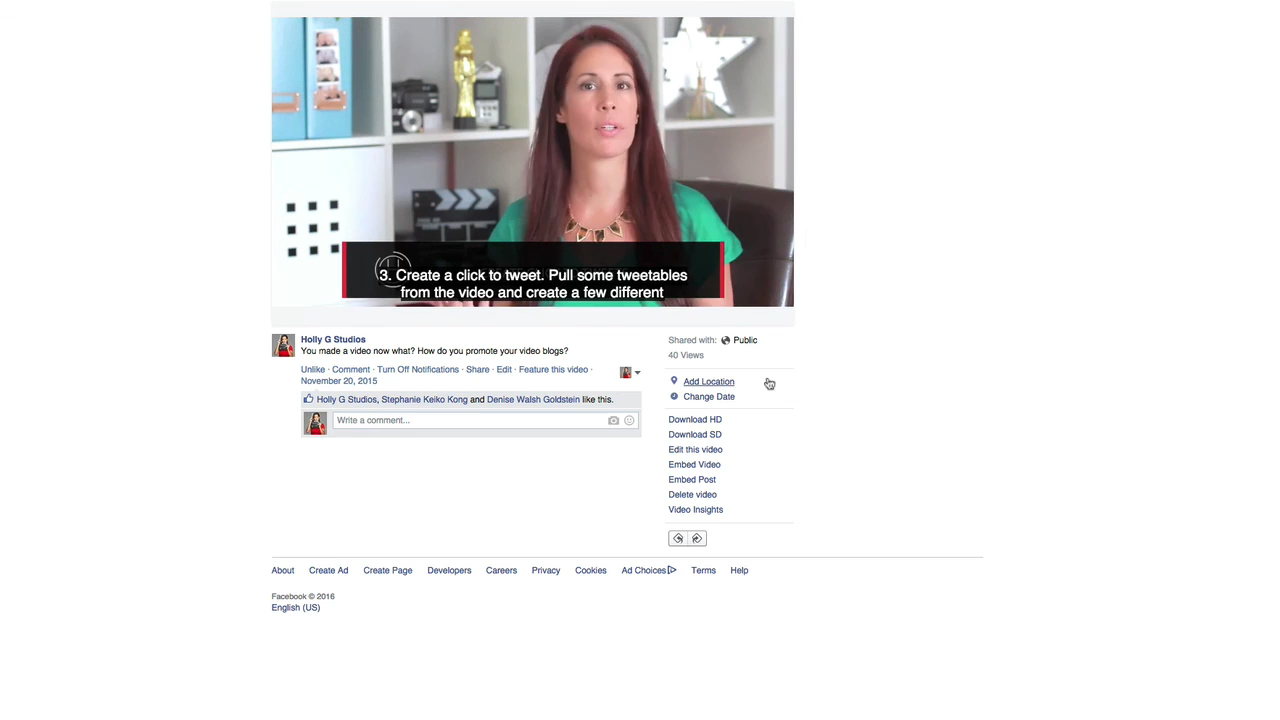 3. Create a click to tweet. Pull some tweetables
from the video and create a few different
Holly G Studios
You made a video now what? How do you promote your video blogs?
Unlike · Comment · Turn Off Notifications · Share · Edit · Feature this video ·
November 20, 2015
Holly G Studios, Stephanie Keiko Kong and Denise Walsh Goldstein like this.
Write a comment...
Shared with: Public
40 Views
Add Location
Change Date
Download HD
Download SD
Edit this video
Embed Video
Embed Post
Delete video
Video Insights
About Create Ad Create Page Developers Careers Privacy Cookies Ad Choices Terms Help
Facebook © 2016
English (US)